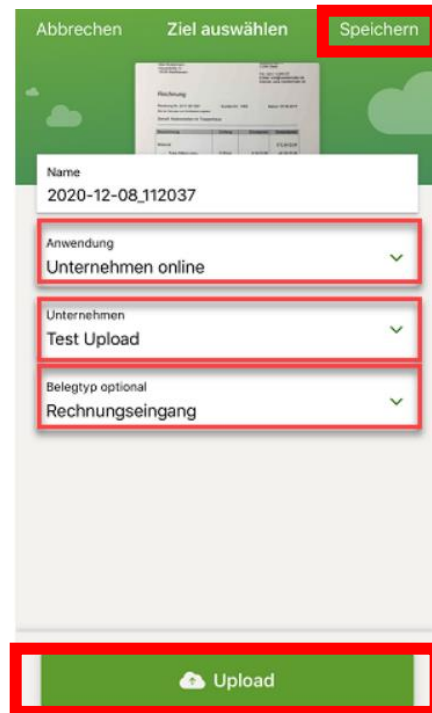 Abbrechen Ziel auswählen Speichern
Rechnung
Name
2020-12-08_112037
Anwendung
Unternehmen online
Unternehmen
Test Upload
Belegtyp optional
Rechnungseingang
Upload